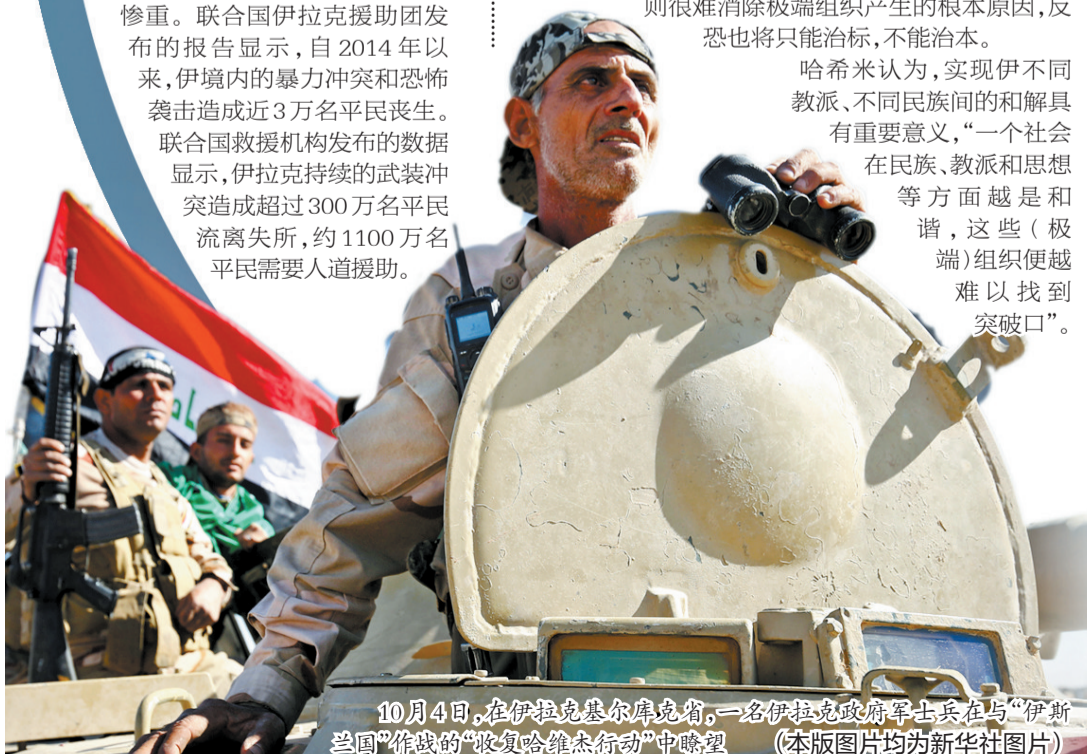 惨重。联合国伊拉克援助团发
布的报告显示，自2014年以
来，伊境内的暴力冲突和恐怖
袭击造成近3万名平民丧生。
联合国救援机构发布的数据
显示，伊拉克持续的武装冲
突造成超过300万名平民
流离失所，约1100万名
平民需要人道援助。
则很难消除极端组织产生的根本原因，反
恐也将只能治标，不能治本。
哈希米认为，实现伊不同
教派、不同民族间的和解具
有重要意义，“一个社会
在民族、教派和思想
等方面越是和
谐，这些（极
端）组织便越
难以找到
突破口”。
10月4日，在伊拉克基尔库克省，一名伊拉克政府军士兵在与“伊斯
兰国”作战的“收复哈维杰行动”中瞭望 （本版图片均为新华社图片）